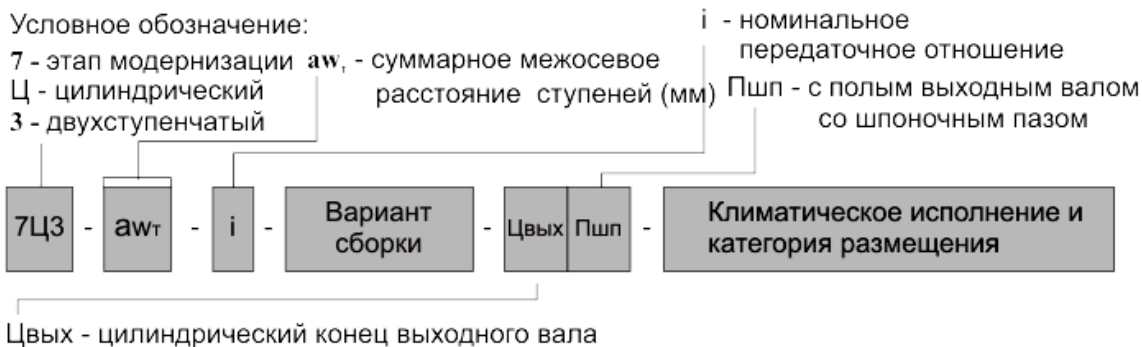 Условное обозначение:
7 - этап модернизации
Ц - цилиндрический
3 - двухступенчатый
aw, - суммарное межосевое
расстояние ступеней (мм)
i - номинальное
передаточное отношение
Пшп - с полым выходным валом
со шпоночным пазом
7Ц3 - awт - i - Вариант сборки - Цвых Пшп - Климатическое исполнение и категория размещения
Цвых - цилиндрический конец выходного вала